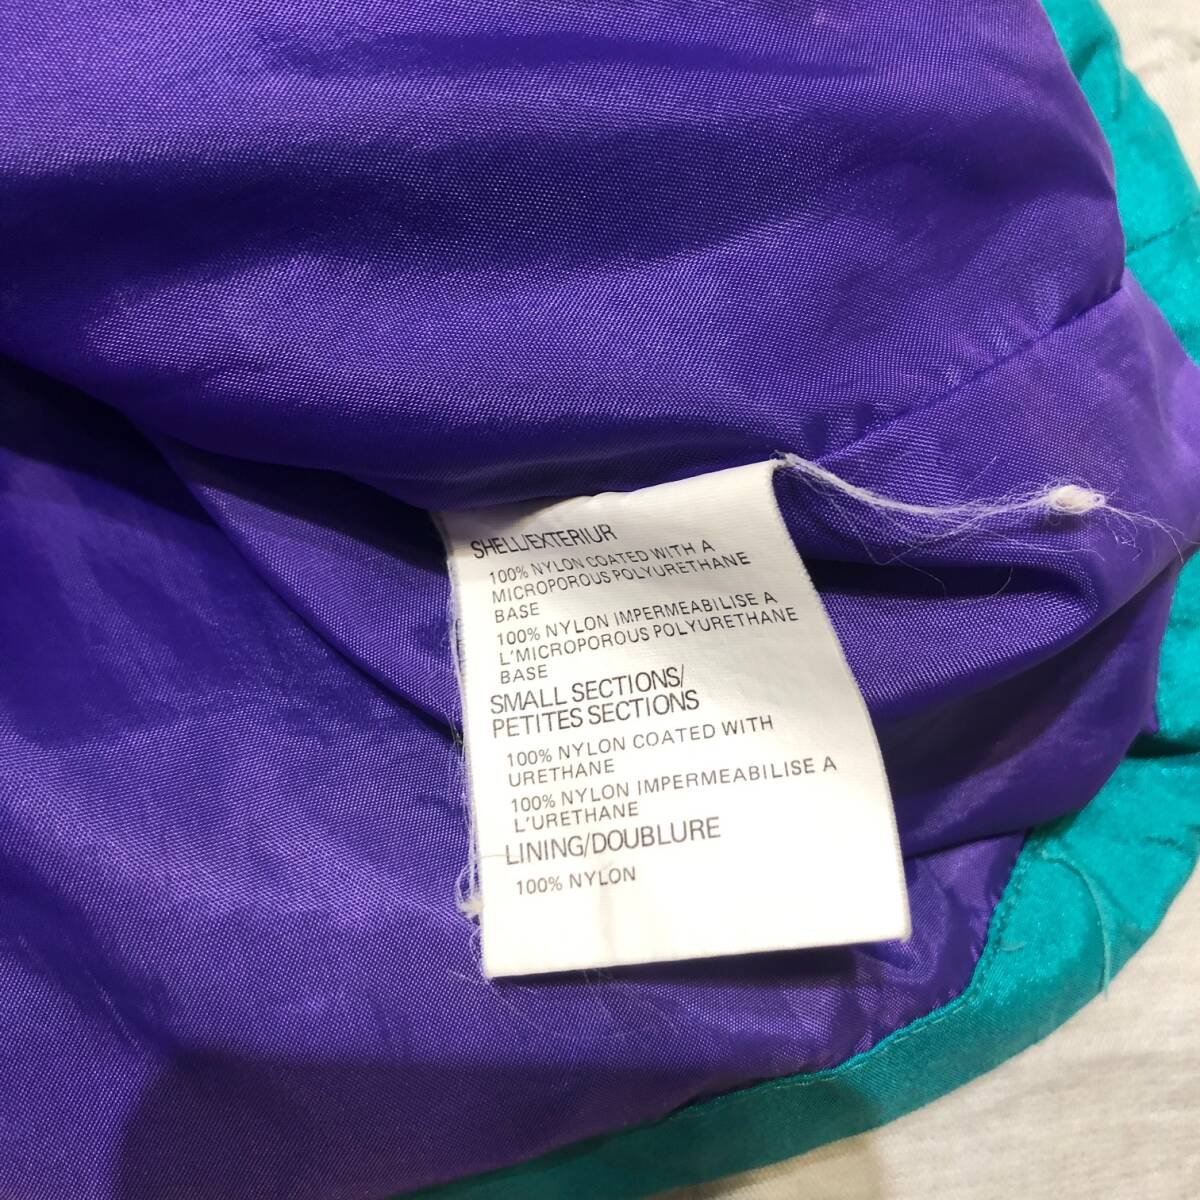 SHELL/EXTERIUR
100% NYLON COATED WITH A
MICROPOROUS POLYURETHANE
BASE
100% NYLON IMPERMEABILISE A
L'MICROPOROUS POLYURETHANE
BASE
SMALL SECTIONS/
PETITES SECTIONS
100% NYLON COATED WITH
URETHANE
100% NYLON IMPERMEABILISE A
L'URETHANE
LINING/DOUBLURE
100% NYLON